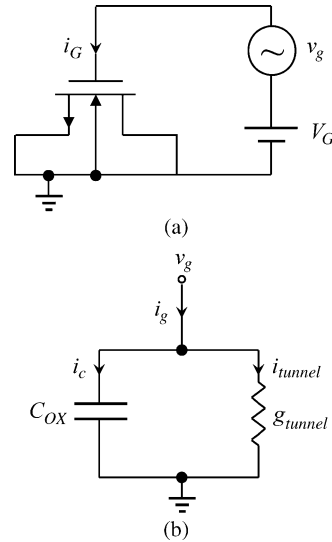 i_G
v_g
V_G
(a)
v_g
i_g
i_c
i_tunnel
C_OX
g_tunnel
(b)